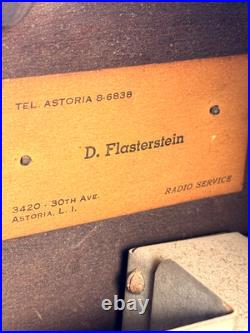 TEL. ASTORIA 8-6838
D. Flasterstein
3420 - 30TH AVE.
ASTORIA, L. I.
RADIO SERVICE